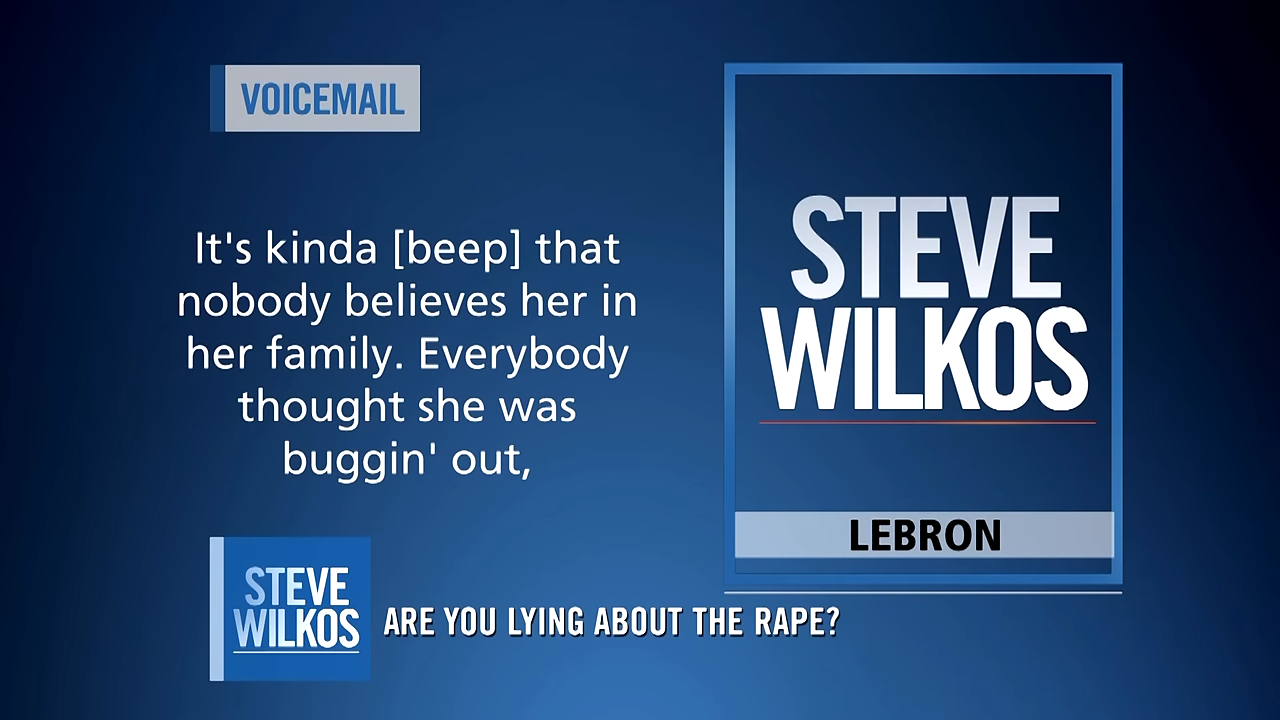 VOICEMAIL
It's kinda [beep] that
nobody believes her in
her family. Everybody
thought she was
buggin' out,
STEVE
WILKOS
LEBRON
STEVE
WILKOS
ARE YOU LYING ABOUT THE RAPE?